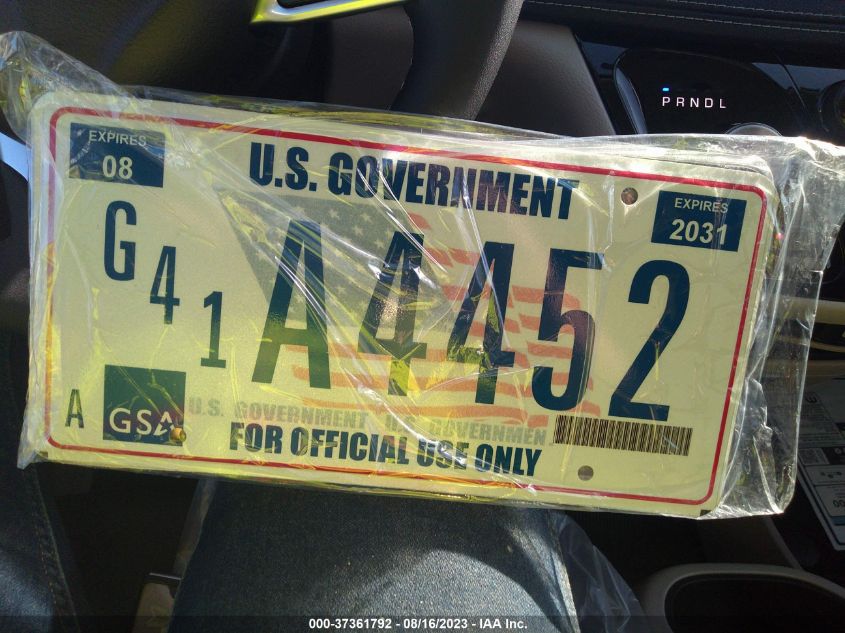 PRNDL
EXPIRES
08
U.S. GOVERNMENT
EXPIRES
2031
G41 A4452
A
GSA
U.S. GOVERNMENT U.S. GOVERNMEN
FOR OFFICIAL USE ONLY
000-37361792 - 08/16/2023 - IAA Inc.